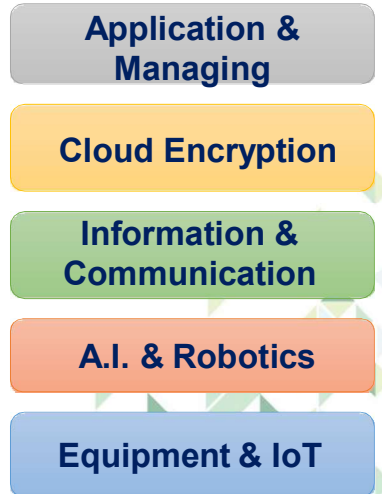 Application &
Managing
Cloud Encryption
Information &
Communication
A.I. & Robotics
Equipment & IoT